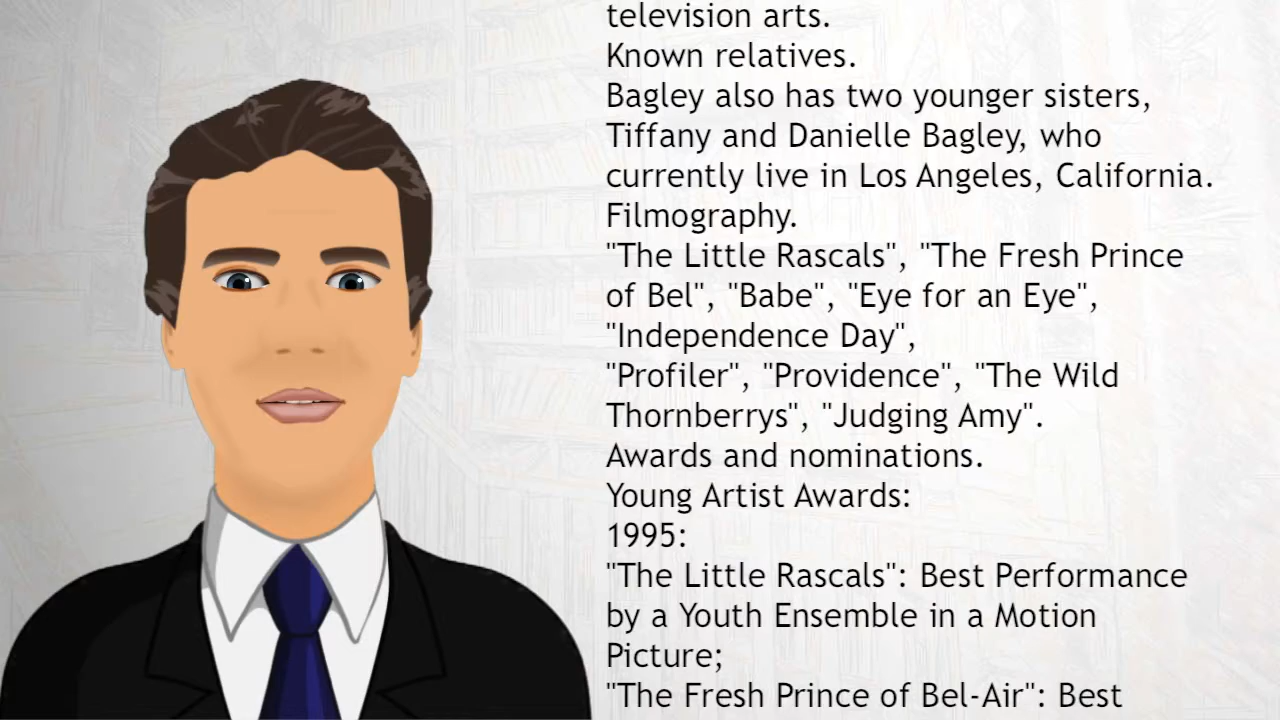 television arts.
Known relatives.
Bagley also has two younger sisters,
Tiffany and Danielle Bagley, who
currently live in Los Angeles, California.
Filmography.
"The Little Rascals", "The Fresh Prince
of Bel", "Babe", "Eye for an Eye",
"Independence Day",
"Profiler", "Providence", "The Wild
Thornberrys", "Judging Amy".
Awards and nominations.
Young Artist Awards:
1995:
"The Little Rascals": Best Performance
by a Youth Ensemble in a Motion
Picture;
"The Fresh Prince of Bel-Air": Best